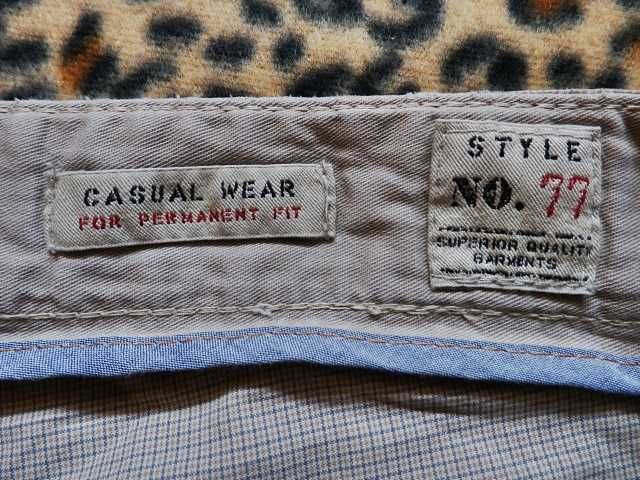 CASUAL WEAR
FOR PERMANENT FIT
STYLE
NO. 77
SUPERIOR QUALITY
GARMENTS